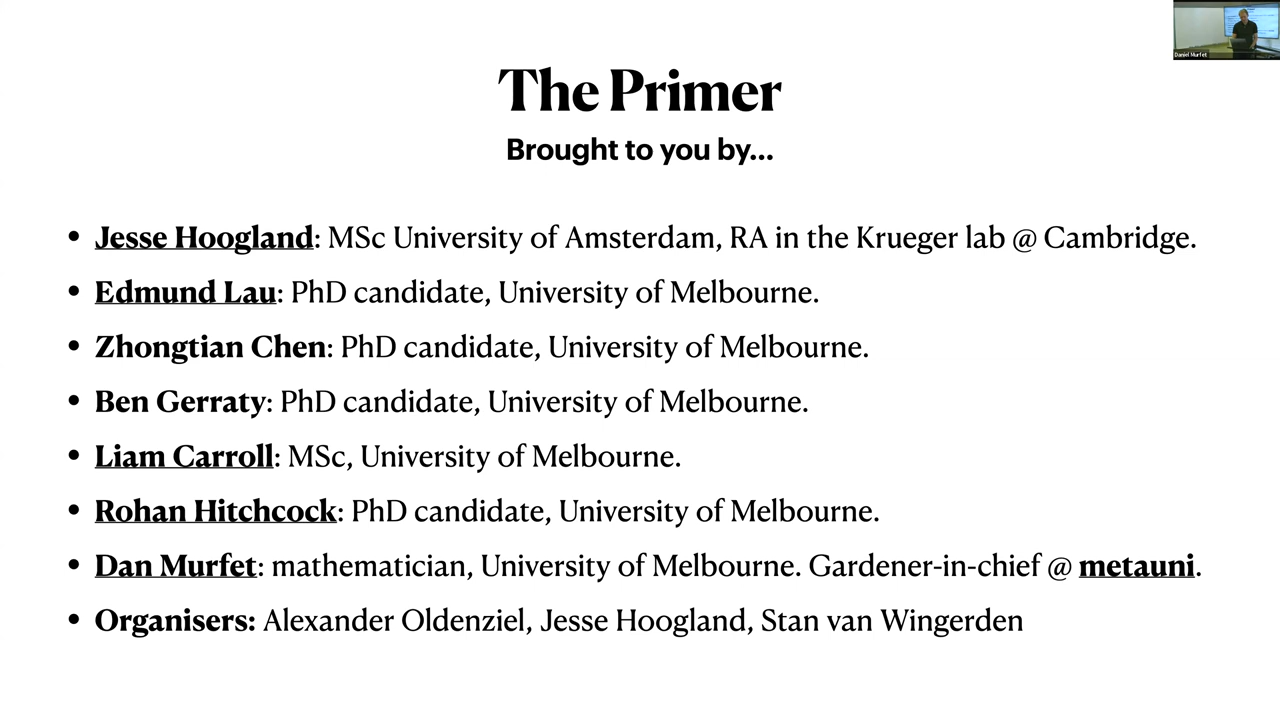 The Primer
Brought to you by...
• Jesse Hoogland: MSc University of Amsterdam, RA in the Krueger lab @ Cambridge.
• Edmund Lau: PhD candidate, University of Melbourne.
• Zhongtian Chen: PhD candidate, University of Melbourne.
• Ben Gerraty: PhD candidate, University of Melbourne.
• Liam Carroll: MSc, University of Melbourne.
• Rohan Hitchcock: PhD candidate, University of Melbourne.
• Dan Murfet: mathematician, University of Melbourne. Gardener-in-chief @ metauni.
• Organisers: Alexander Oldenziel, Jesse Hoogland, Stan van Wingerden
Daniel Murfet